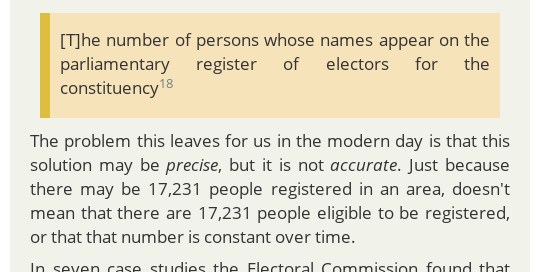 [T]he number of persons whose names appear on the
parliamentary register of electors for the
constituency18
The problem this leaves for us in the modern day is that this
solution may be precise, but it is not accurate. Just because
there may be 17,231 people registered in an area, doesn't
mean that there are 17,231 people eligible to be registered,
or that that number is constant over time.
In seven case studies the Electoral Commission found that